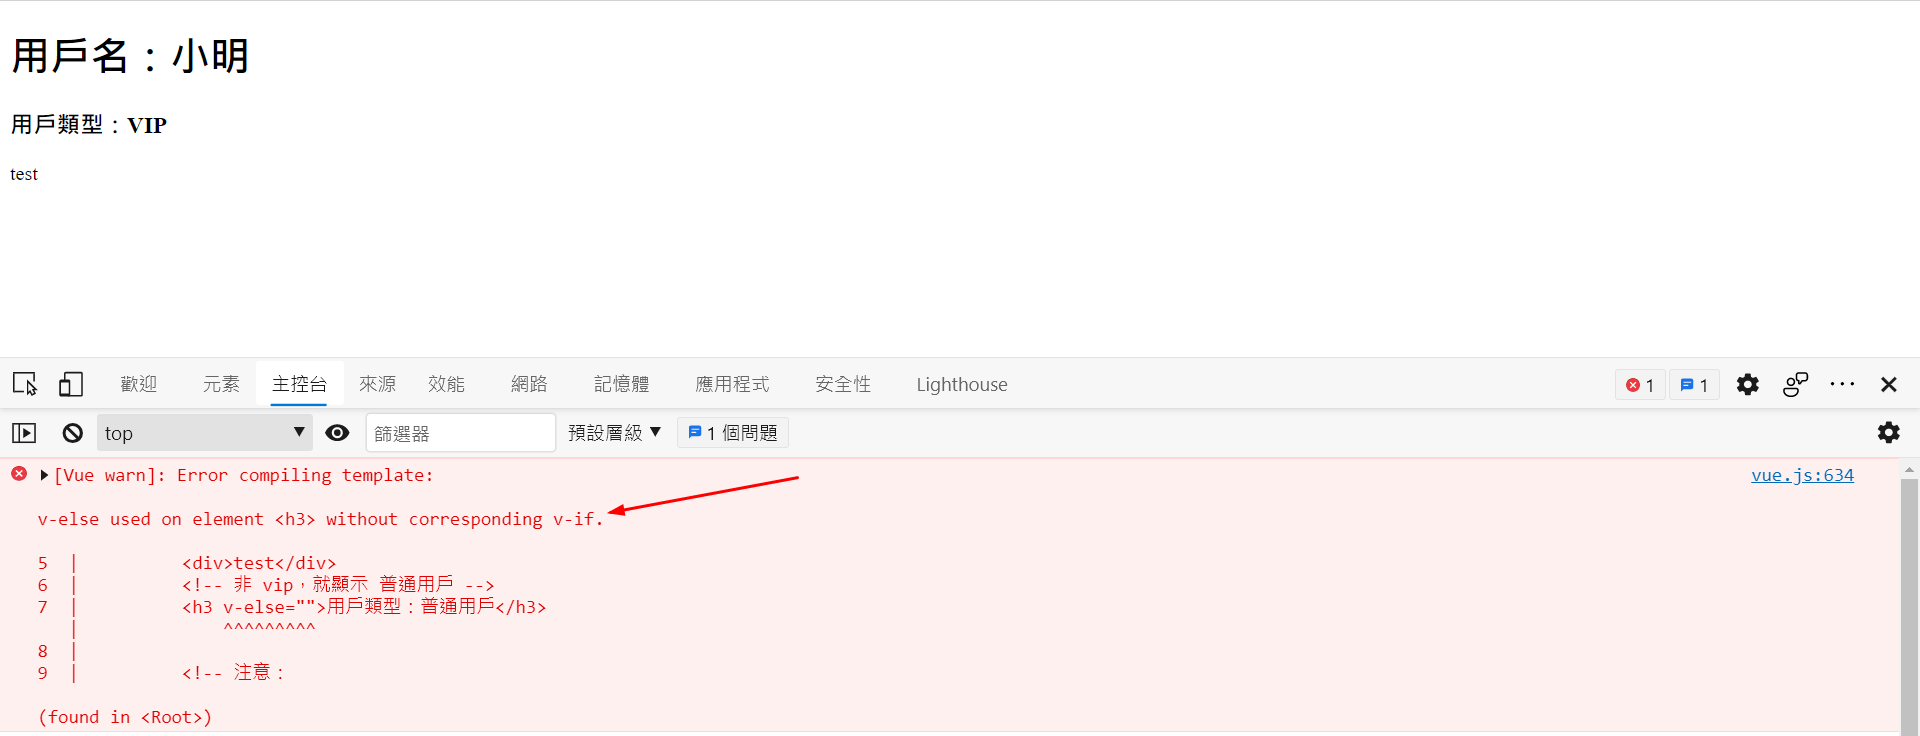 用戶名：小明
用戶類型：VIP
test
歡迎 元素 主控台 來源 效能 網路 記憶體 應用程式 安全性 Lighthouse 1 1
top 篩選器 預設層級 1 個問題
[Vue warn]: Error compiling template: vue.js:634
v-else used on element <h3> without corresponding v-if.
5 | <div>test</div>
6 | <!-- 非 vip，就顯示 普通用戶 -->
7 | <h3 v-else="">用戶類型：普通用戶</h3>
| ^^^^^^^^^
8 |
9 | <!-- 注意：
(found in <Root>)